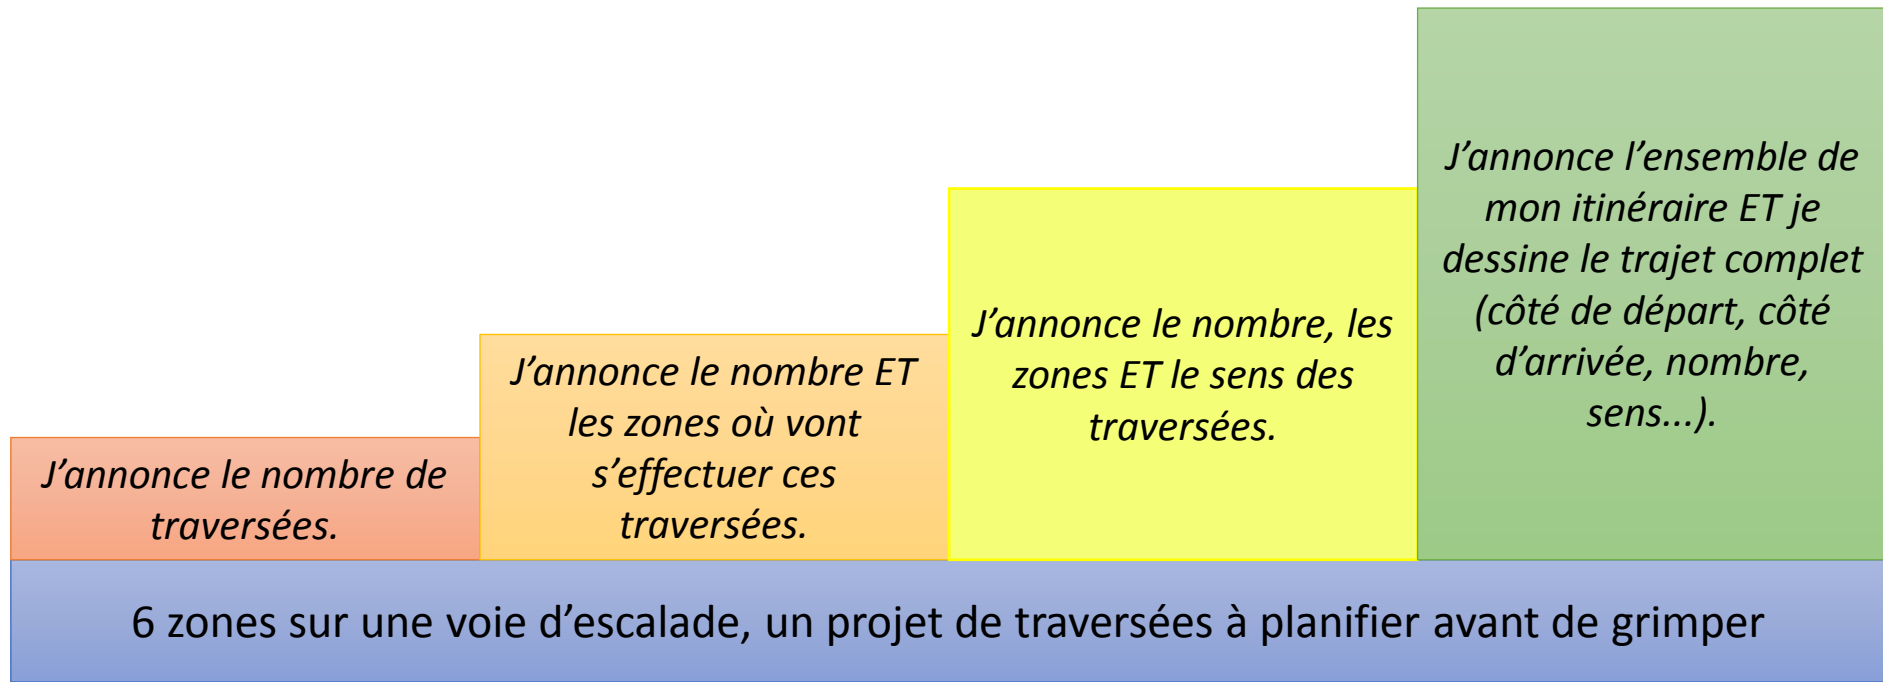 J’annonce le nombre de
traversées.
J’annonce le nombre ET
les zones où vont
s’effectuer ces
traversées.
J’annonce le nombre, les
zones ET le sens des
traversées.
J’annonce l’ensemble de
mon itinéraire ET je
dessine le trajet complet
(côté de départ, côté
d’arrivée, nombre,
sens...).
6 zones sur une voie d’escalade, un projet de traversées à planifier avant de grimper